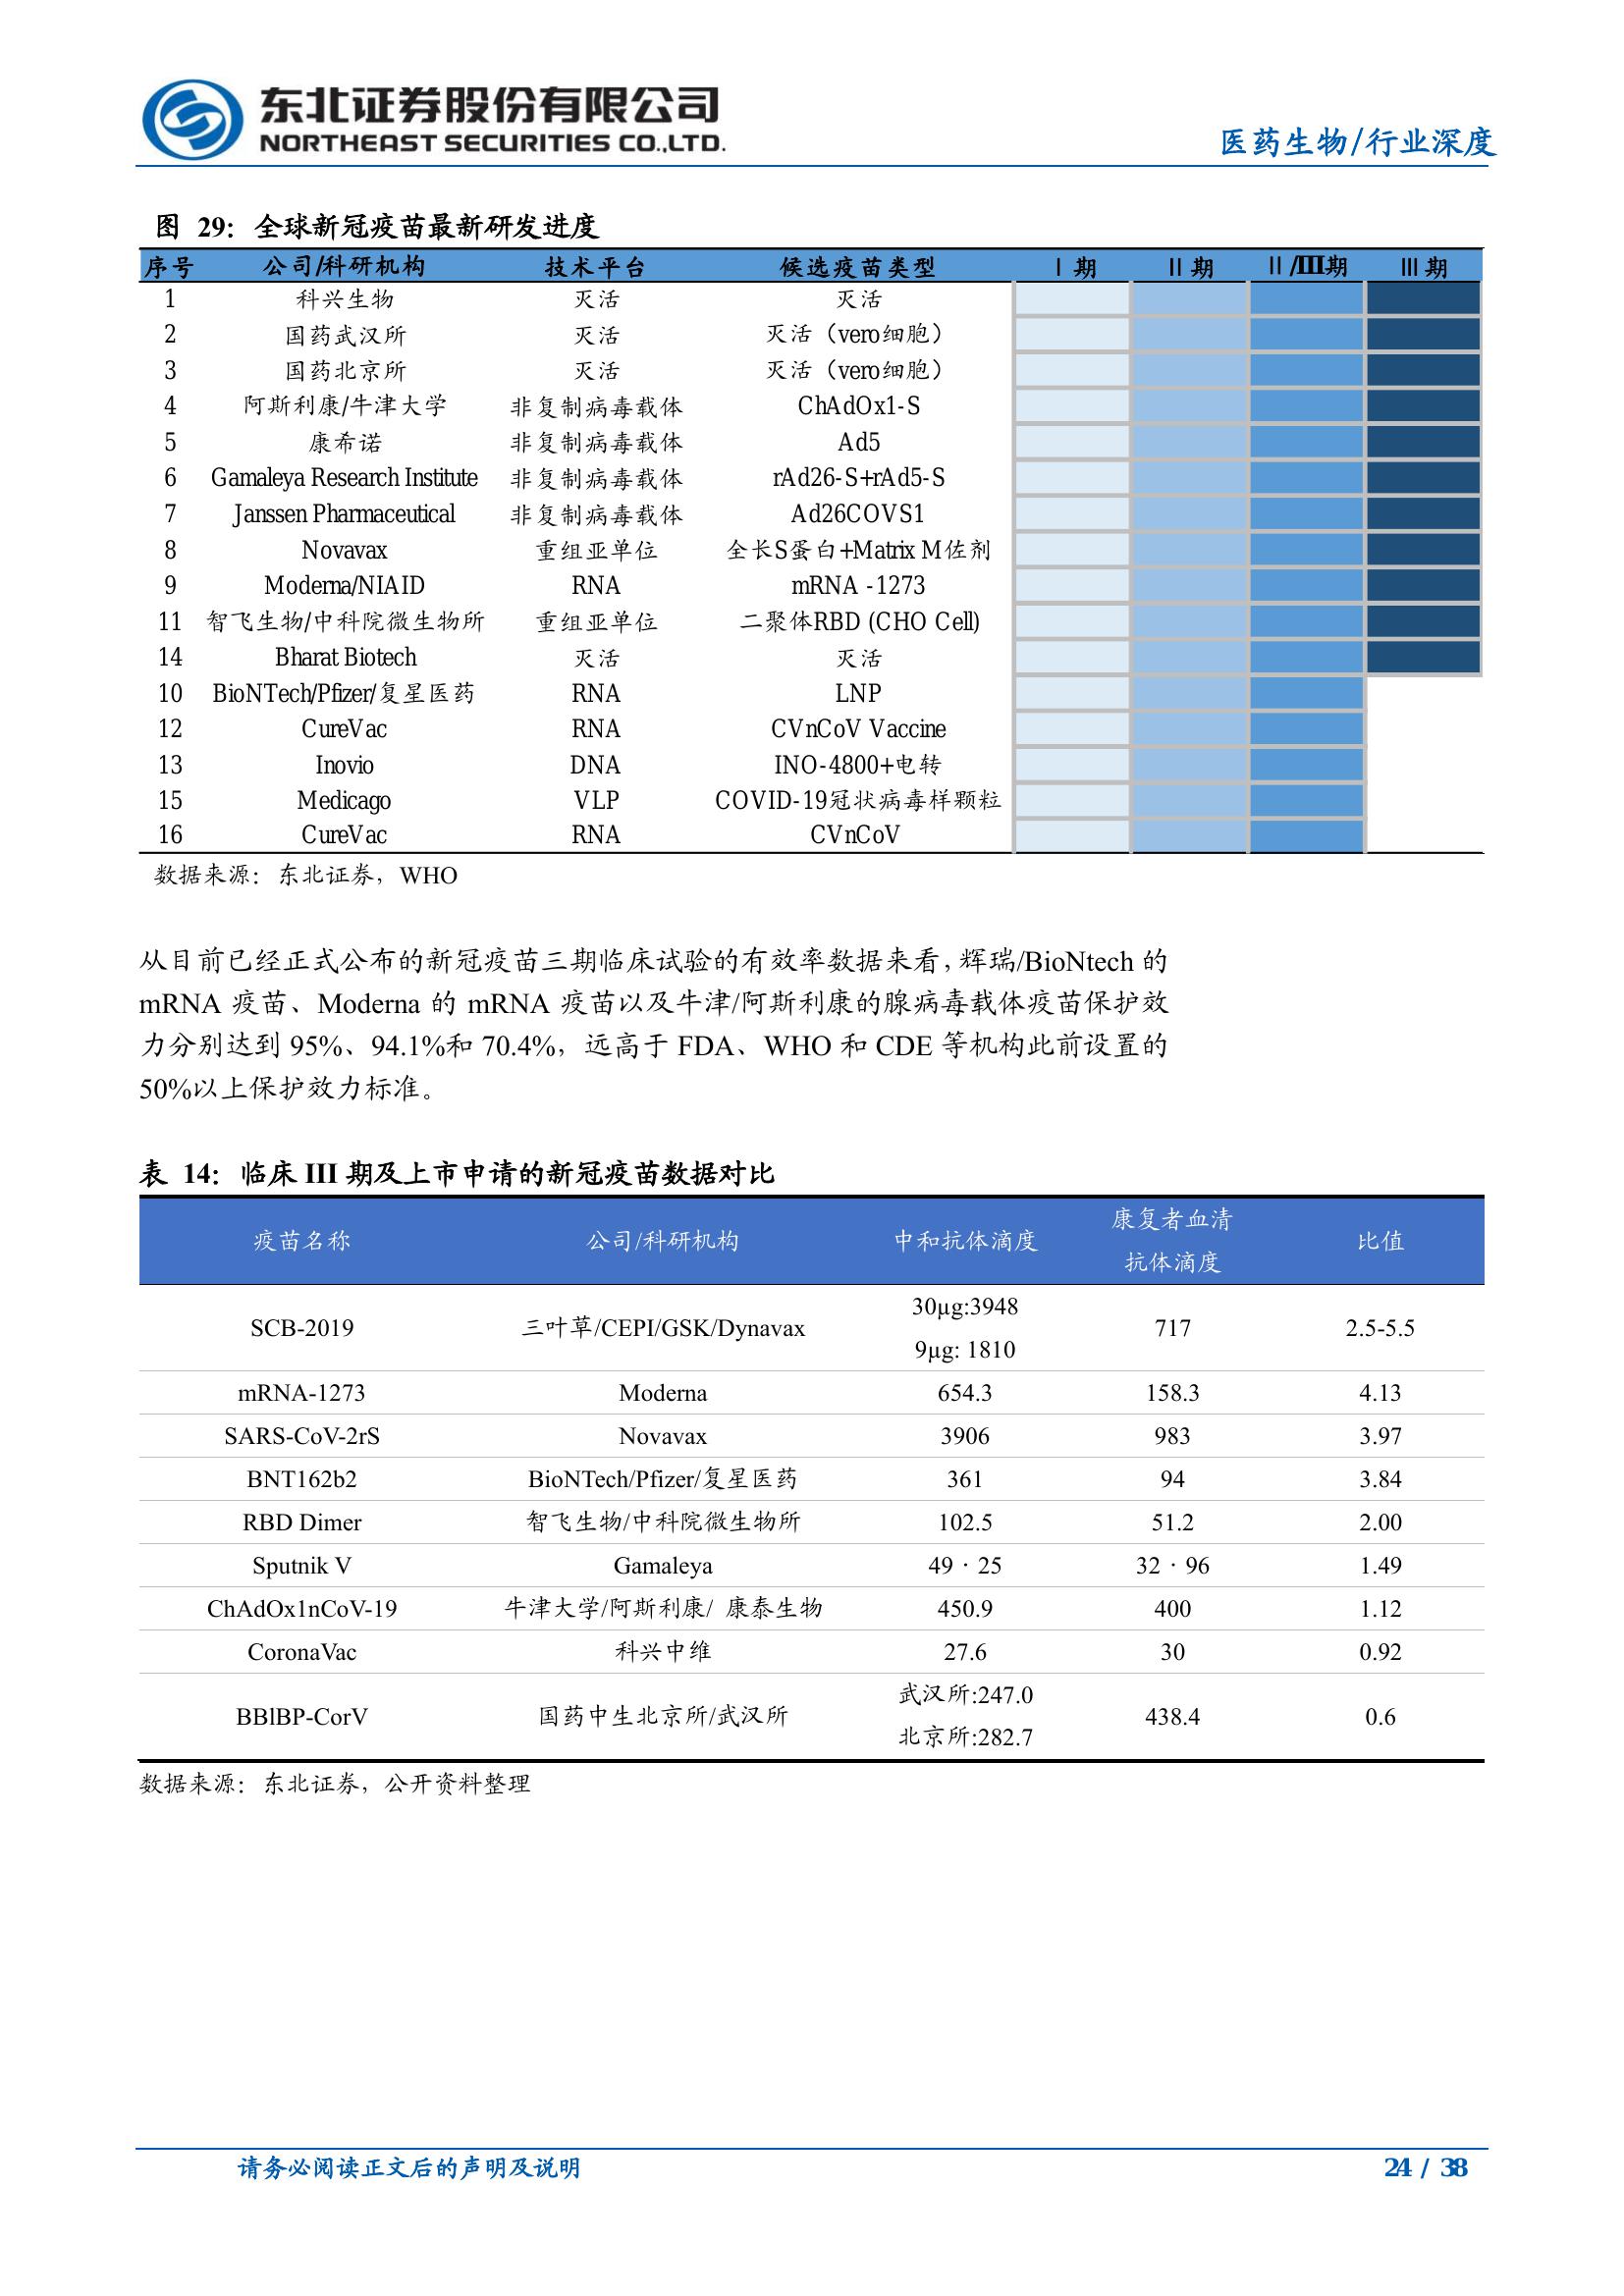 东北证券股份有限公司
NORTHEAST SECURITIES CO.,LTD.
医药生物/行业深度
图 29：全球新冠疫苗最新研发进度
序号 公司/科研机构 技术平台 候选疫苗类型 Ⅰ期 Ⅱ期 Ⅱ/III期 Ⅲ期
1 科兴生物 灭活 灭活
2 国药武汉所 灭活 灭活（vero细胞）
3 国药北京所 灭活 灭活（vero细胞）
4 阿斯利康/牛津大学 非复制病毒载体 ChAdOx1-S
5 康希诺 非复制病毒载体 Ad5
6 Gamaleya Research Institute 非复制病毒载体 rAd26-S+rAd5-S
7 Janssen Pharmaceutical 非复制病毒载体 Ad26COVS1
8 Novavax 重组亚单位 全长S蛋白+Matrix M佐剂
9 Moderna/NIAID RNA mRNA -1273
11 智飞生物/中科院微生物所 重组亚单位 二聚体RBD (CHO Cell)
14 Bharat Biotech 灭活 灭活
10 BioNTech/Pfizer/复星医药 RNA LNP
12 CureVac RNA CVnCoV Vaccine
13 Inovio DNA INO-4800+电转
15 Medicago VLP COVID-19冠状病毒样颗粒
16 CureVac RNA CVnCoV
数据来源：东北证券，WHO
从目前已经正式公布的新冠疫苗三期临床试验的有效率数据来看，辉瑞/BioNtech 的
mRNA 疫苗、Moderna 的 mRNA 疫苗以及牛津/阿斯利康的腺病毒载体疫苗保护效
力分别达到 95%、94.1%和 70.4%，远高于 FDA、WHO 和 CDE 等机构此前设置的
50%以上保护效力标准。
表 14：临床 III 期及上市申请的新冠疫苗数据对比
疫苗名称 公司/科研机构 中和抗体滴度 康复者血清 抗体滴度 比值
SCB-2019 三叶草/CEPI/GSK/Dynavax 30μg:3948 9μg: 1810 717 2.5-5.5
mRNA-1273 Moderna 654.3 158.3 4.13
SARS-CoV-2rS Novavax 3906 983 3.97
BNT162b2 BioNTech/Pfizer/复星医药 361 94 3.84
RBD Dimer 智飞生物/中科院微生物所 102.5 51.2 2.00
Sputnik V Gamaleya 49·25 32·96 1.49
ChAdOx1nCoV-19 牛津大学/阿斯利康/ 康泰生物 450.9 400 1.12
CoronaVac 科兴中维 27.6 30 0.92
BBlBP-CorV 国药中生北京所/武汉所 武汉所:247.0 北京所:282.7 438.4 0.6
数据来源：东北证券，公开资料整理
请务必阅读正文后的声明及说明
24 / 38